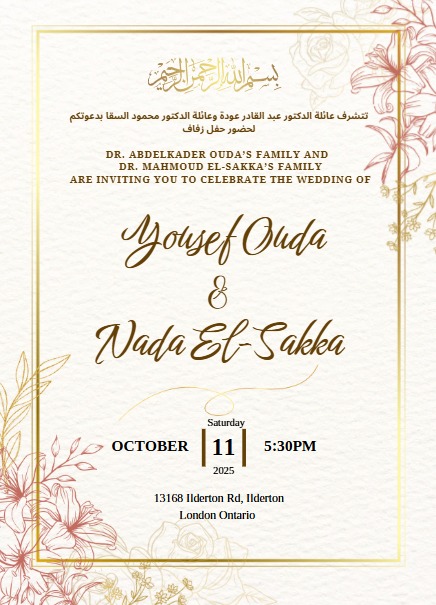 بسم الله الرحمن الرحيم
تتشرف عائلة الدكتور عبد القادر عودة وعائلة الدكتور محمود السقا بدعوتكم
لحضور حفل زفاف
DR. ABDELKADER OUDA'S FAMILY AND
DR. MAHMOUD EL-SAKKA'S FAMILY
ARE INVITING YOU TO CELEBRATE THE WEDDING OF
Yousef Ouda
&
Nada El-Sakka
Saturday
OCTOBER 11 5:30PM
2025
13168 Ilderton Rd, Ilderton
London Ontario